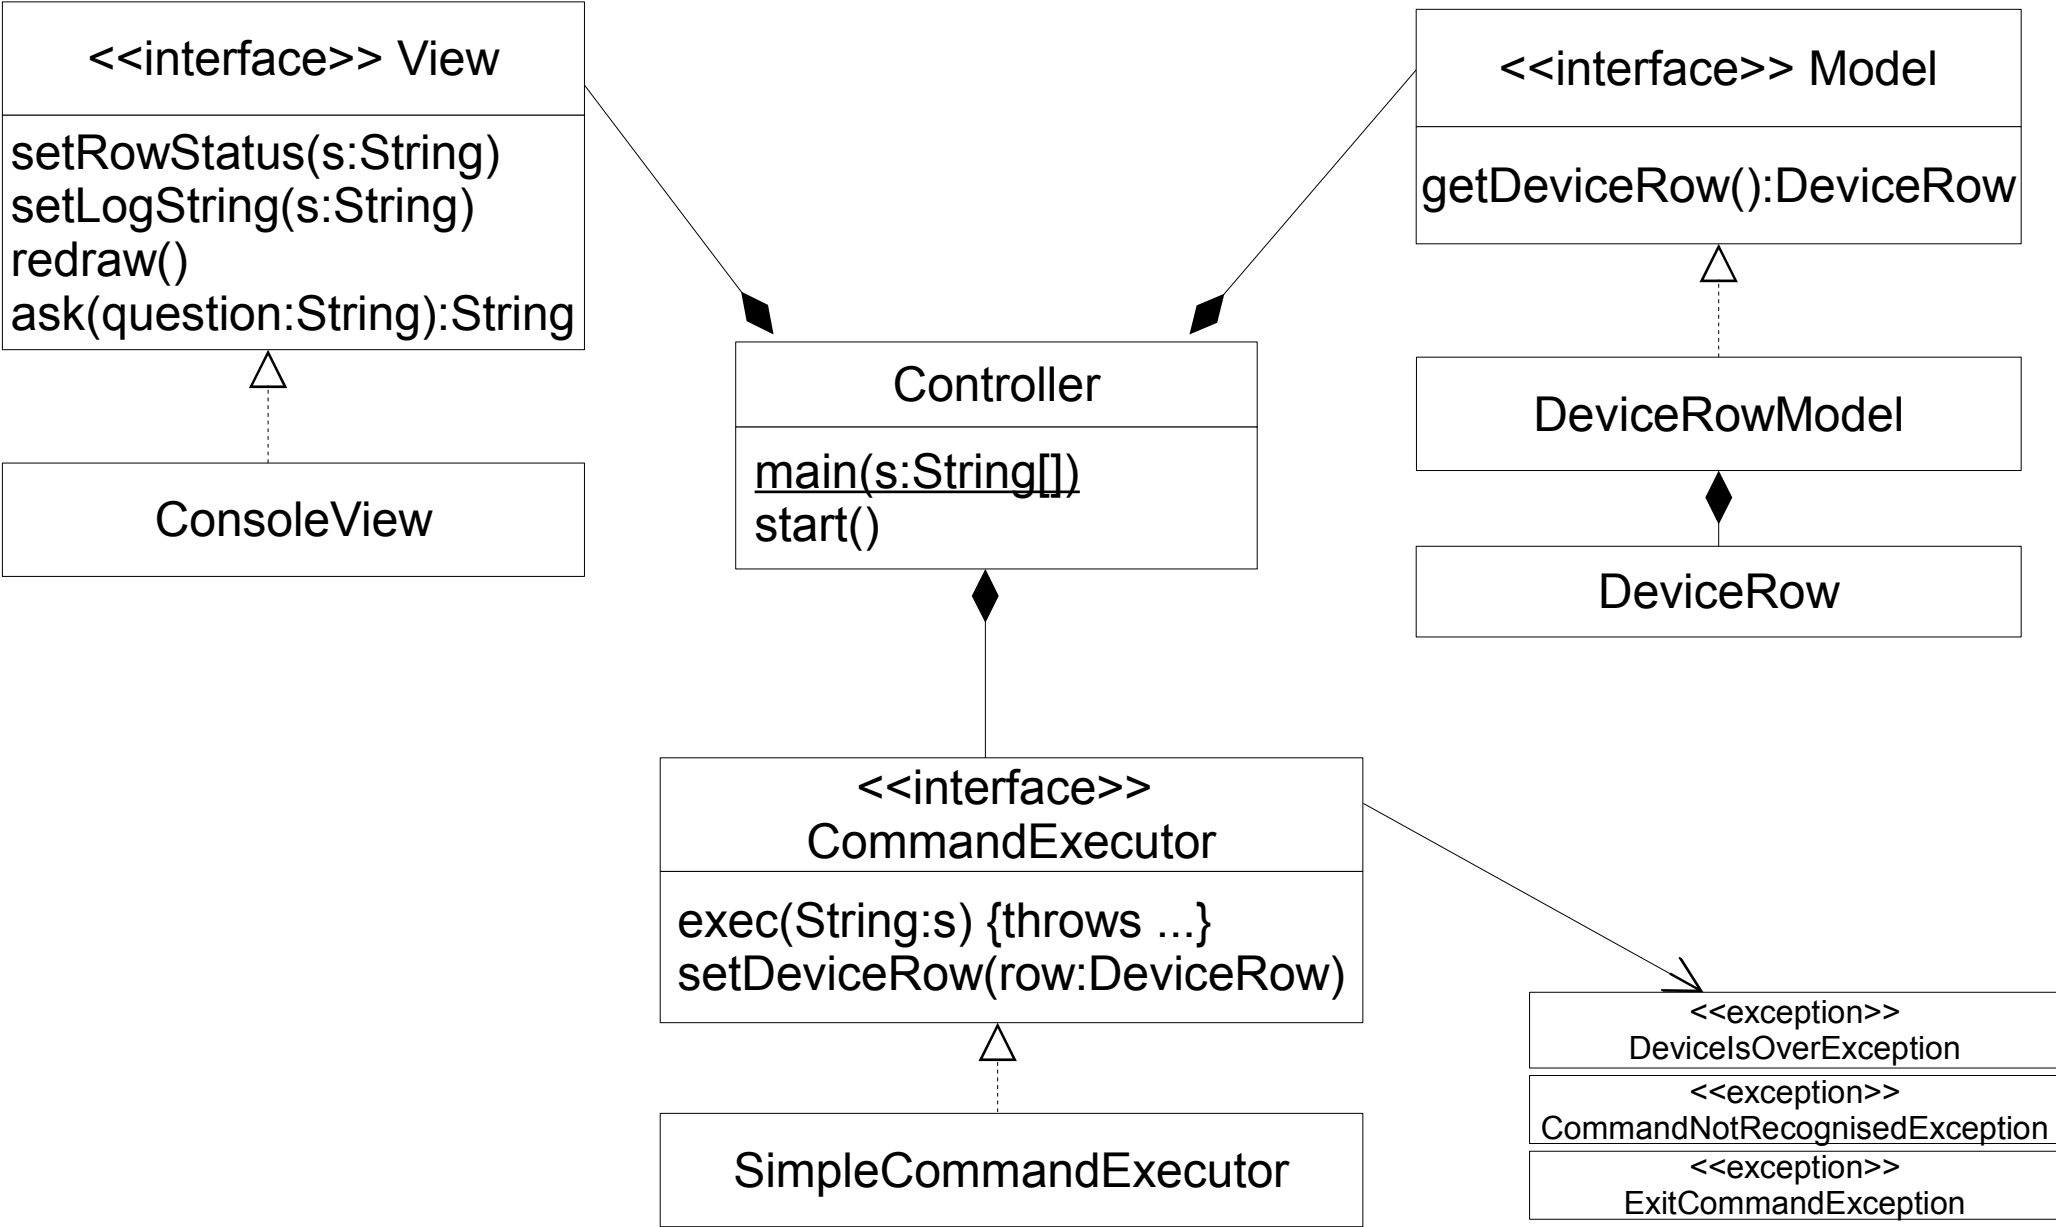 <<interface>> View
setRowStatus(s:String)
setLogString(s:String)
redraw()
ask(question:String):String
ConsoleView
<<interface>> Model
getDeviceRow():DeviceRow
DeviceRowModel
DeviceRow
Controller
main(s:String[])
start()
<<interface>>
CommandExecutor
exec(String:s) {throws ...}
setDeviceRow(row:DeviceRow)
SimpleCommandExecutor
<<exception>>
DeviceIsOverException
<<exception>>
CommandNotRecognisedException
<<exception>>
ExitCommandException